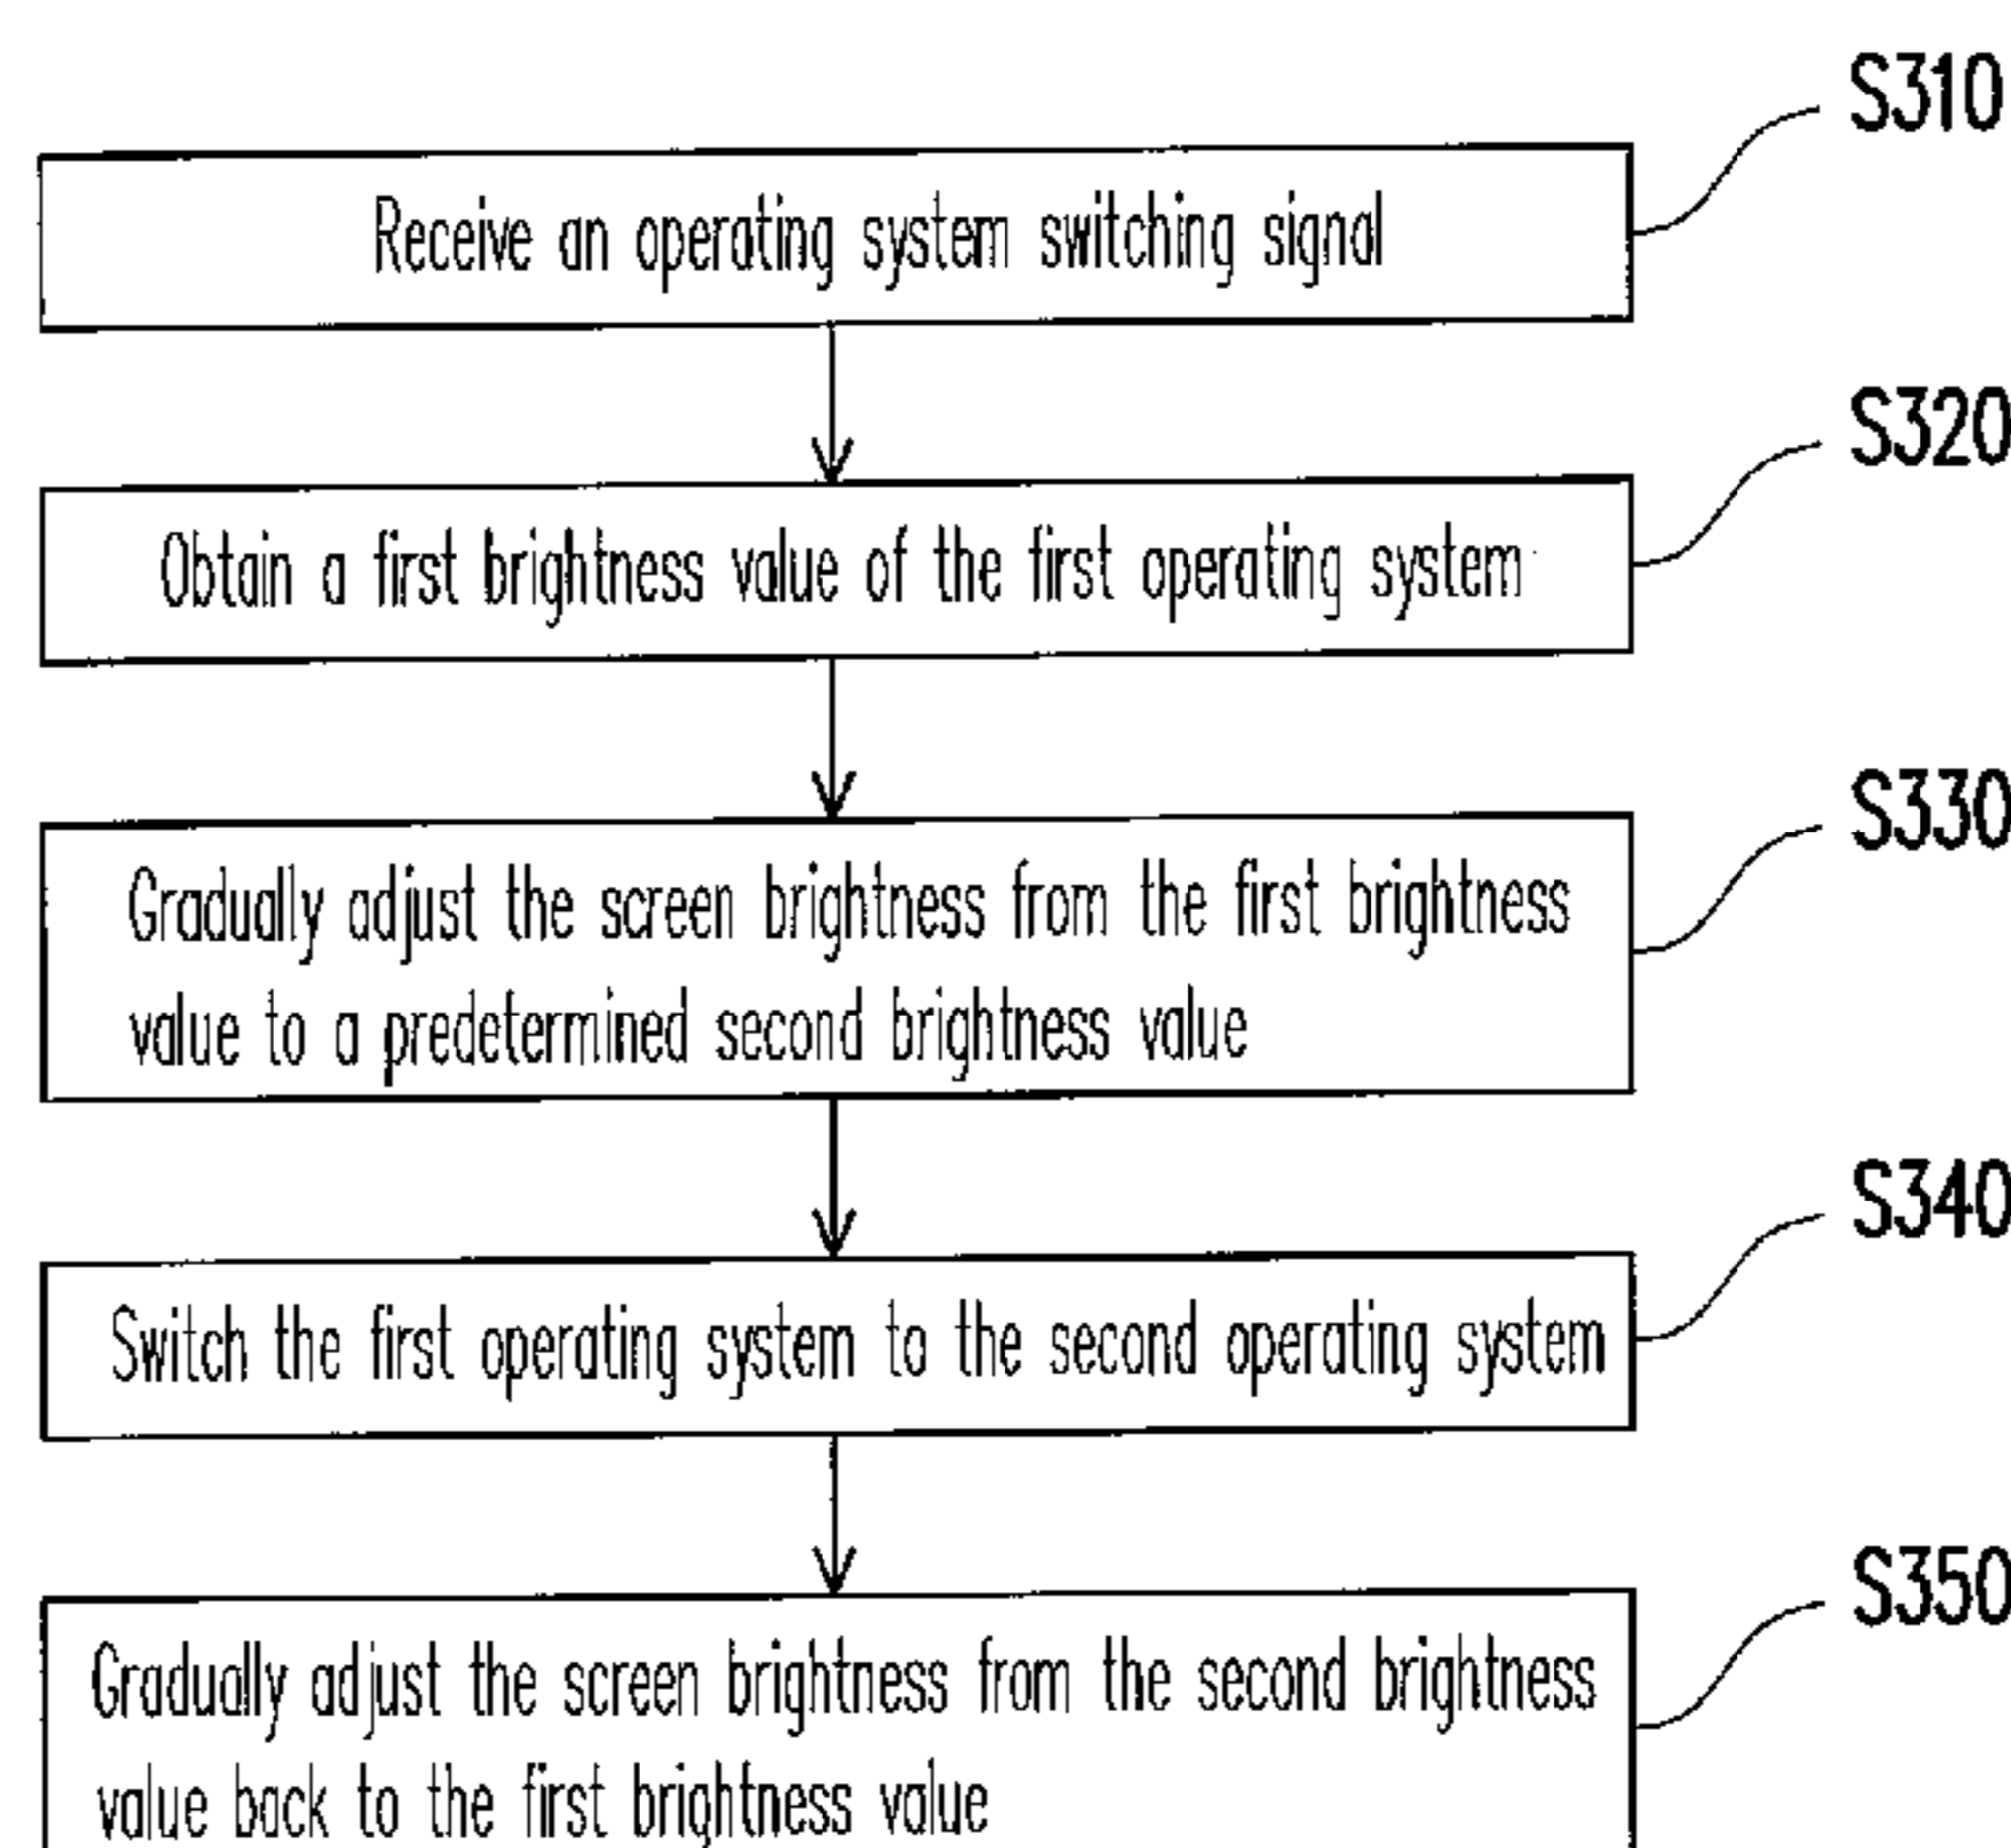 S310
Receive an operating system switching signal
S320
Obtain a first brightness value of the first operating system
S330
Gradually adjust the screen brightness from the first brightness
value to a predetermined second brightness value
S340
Switch the first operating system to the second operating system
S350
Gradually adjust the screen brightness from the second brightness
value back to the first brightness value